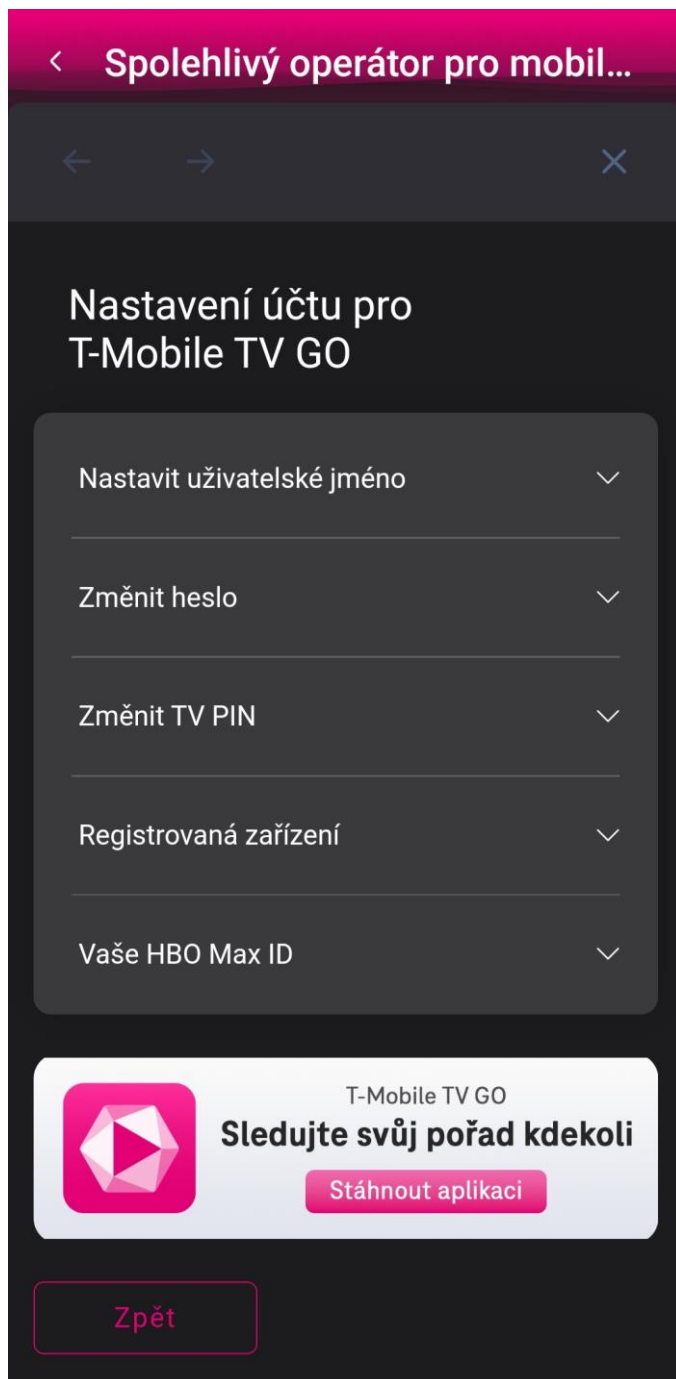 Spolehlivý operátor pro mobil...
Nastavení účtu pro
T-Mobile TV GO
Nastavit uživatelské jméno
Změnit heslo
Změnit TV PIN
Registrovaná zařízení
Vaše HBO Max ID
T-Mobile TV GO
Sledujte svůj pořad kdekoli
Stáhnout aplikaci
Zpět